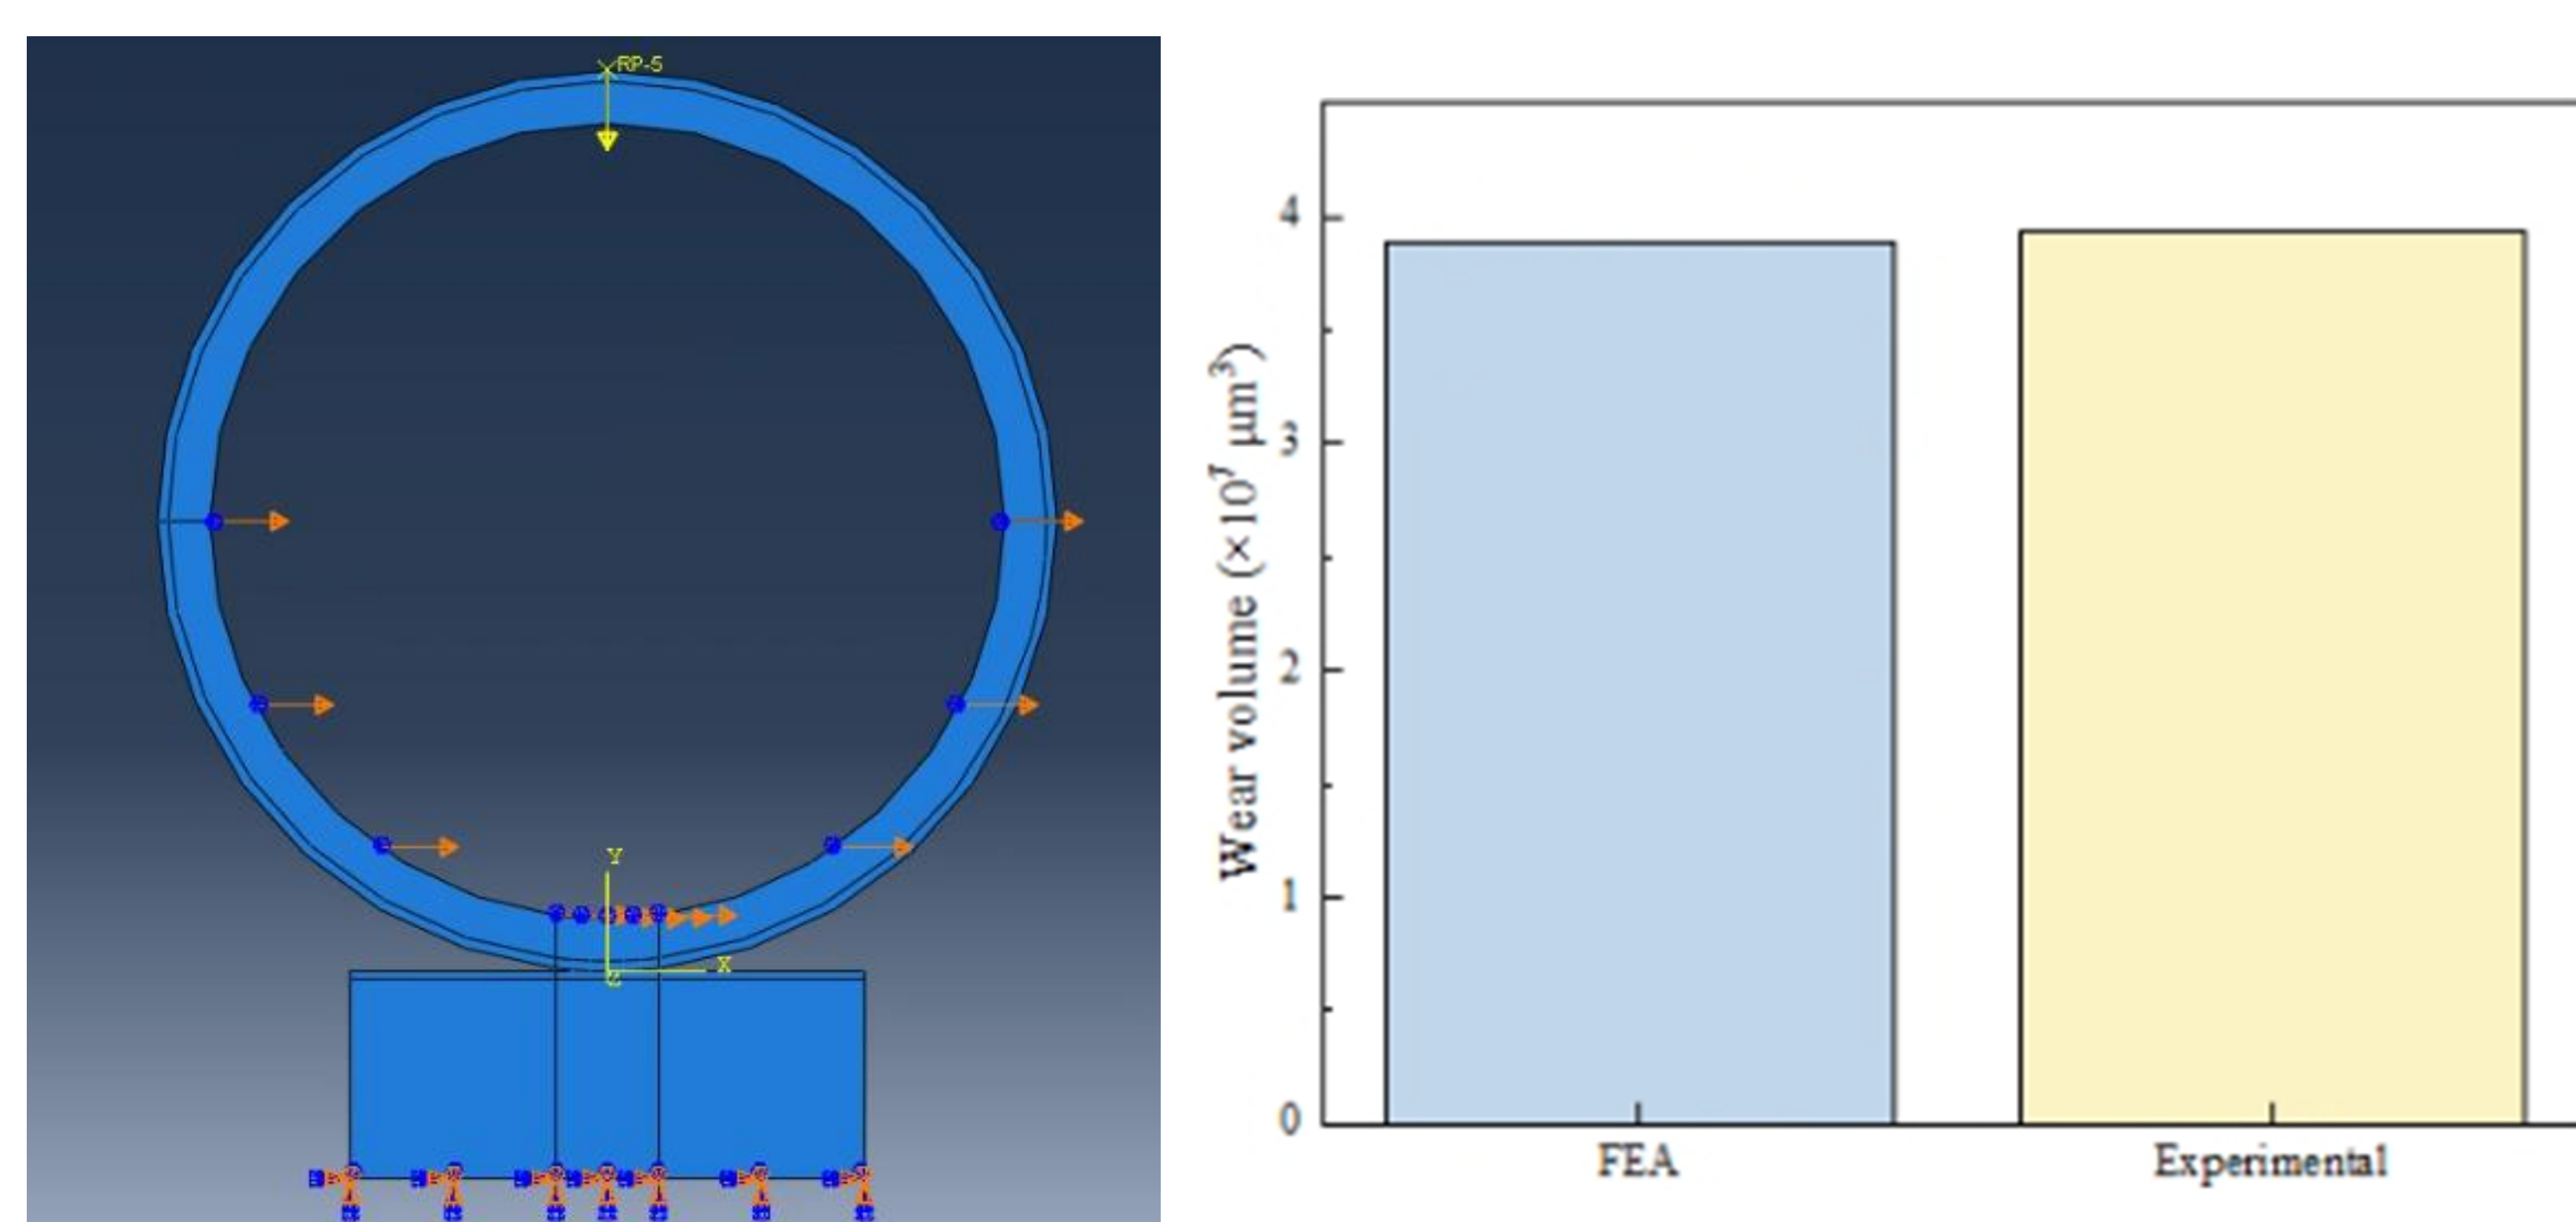 RP-5
Y
X
Z
Wear volume (×10⁷ μm³)
4
3
2
1
0
FEA
Experimental